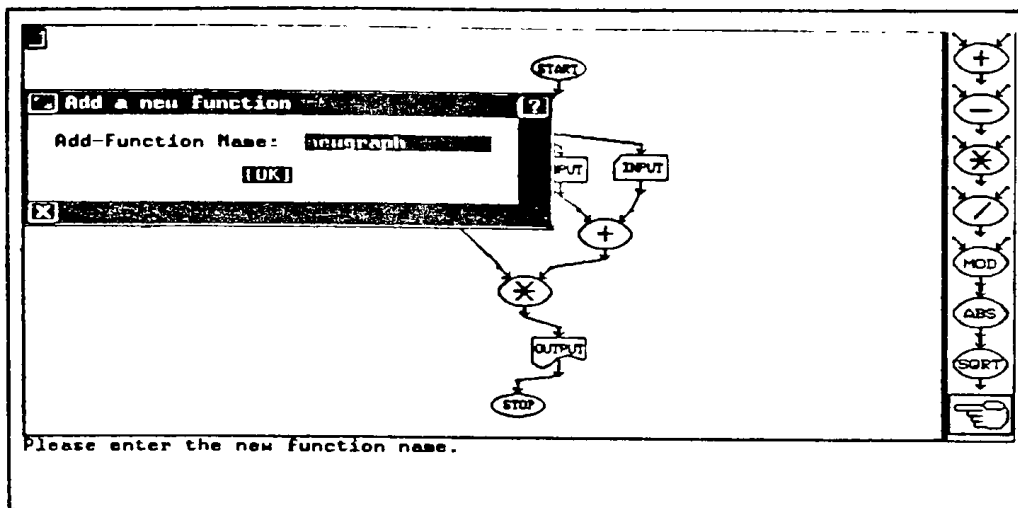 START
Add a new function
?
Add-Function Name: newgraph
[OK]
INPUT
+
*
OUTPUT
STOP
+
−
*
/
MOD
ABS
SQRT
Please enter the new function name.